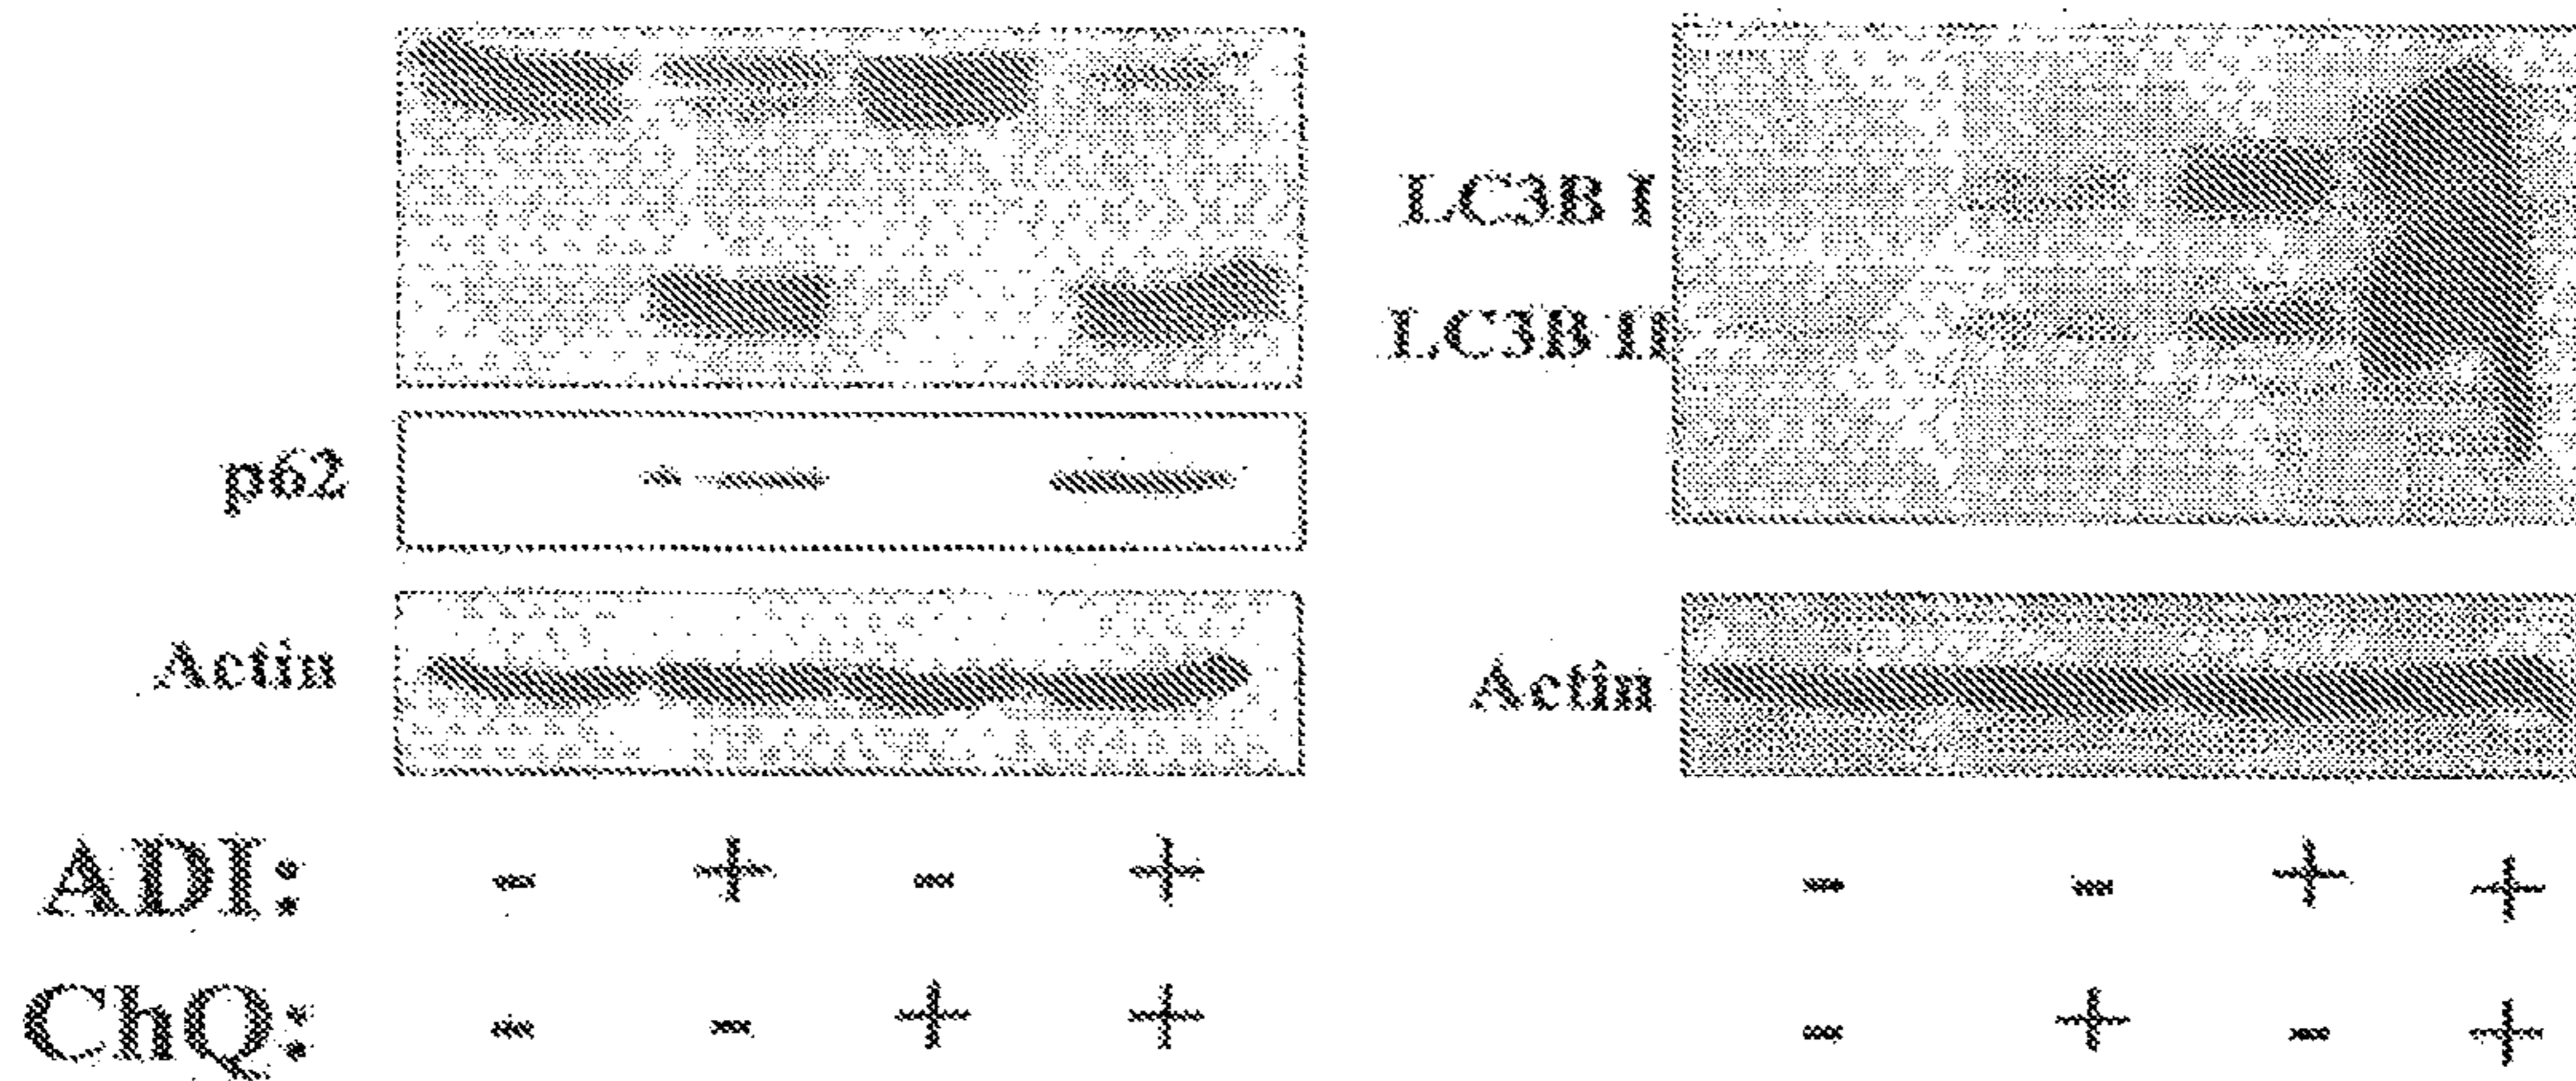 LC3B I
LC3B II
p62
Actin Actin
ADI: - + - + - - + +
ChQ: - - + + - + - +